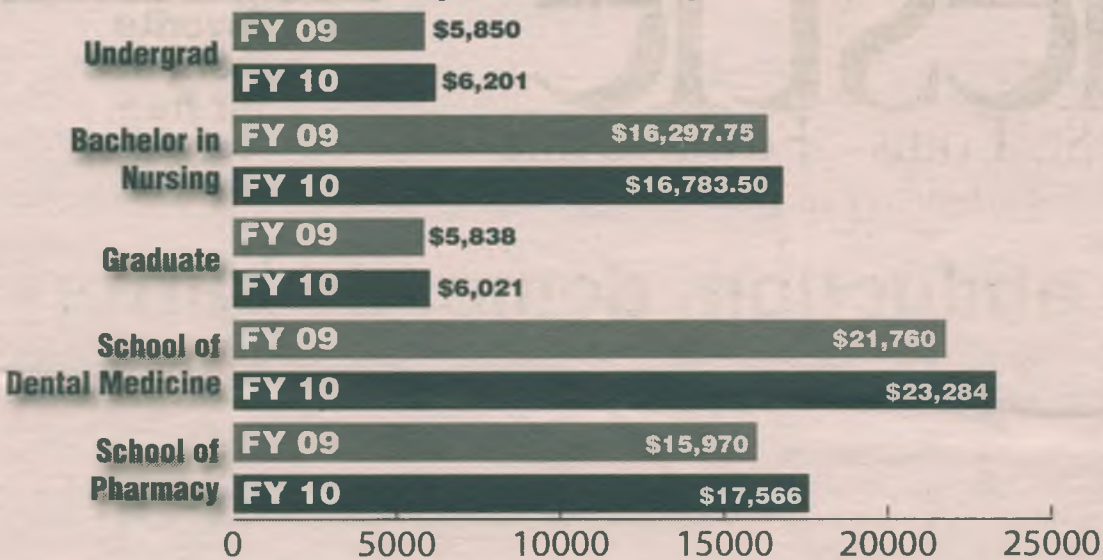 Undergrad
FY 09 $5,850
FY 10 $6,201
Bachelor in
Nursing
FY 09 $16,297.75
FY 10 $16,783.50
Graduate
FY 09 $5,838
FY 10 $6,021
School of
Dental Medicine
FY 09 $21,760
FY 10 $23,284
School of
Pharmacy
FY 09 $15,970
FY 10 $17,566
0 5000 10000 15000 20000 25000